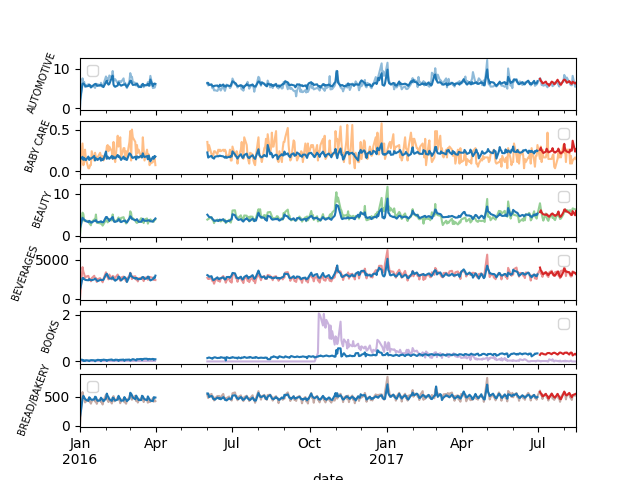 AUTOMOTIVE
10
0
BABY CARE
0.5
0.0
BEAUTY
10
0
BEVERAGES
5000
0
BOOKS
2
0
BREAD/BAKERY
500
0
Jan Apr Jul Oct Jan Apr Jul
2016 2017
date